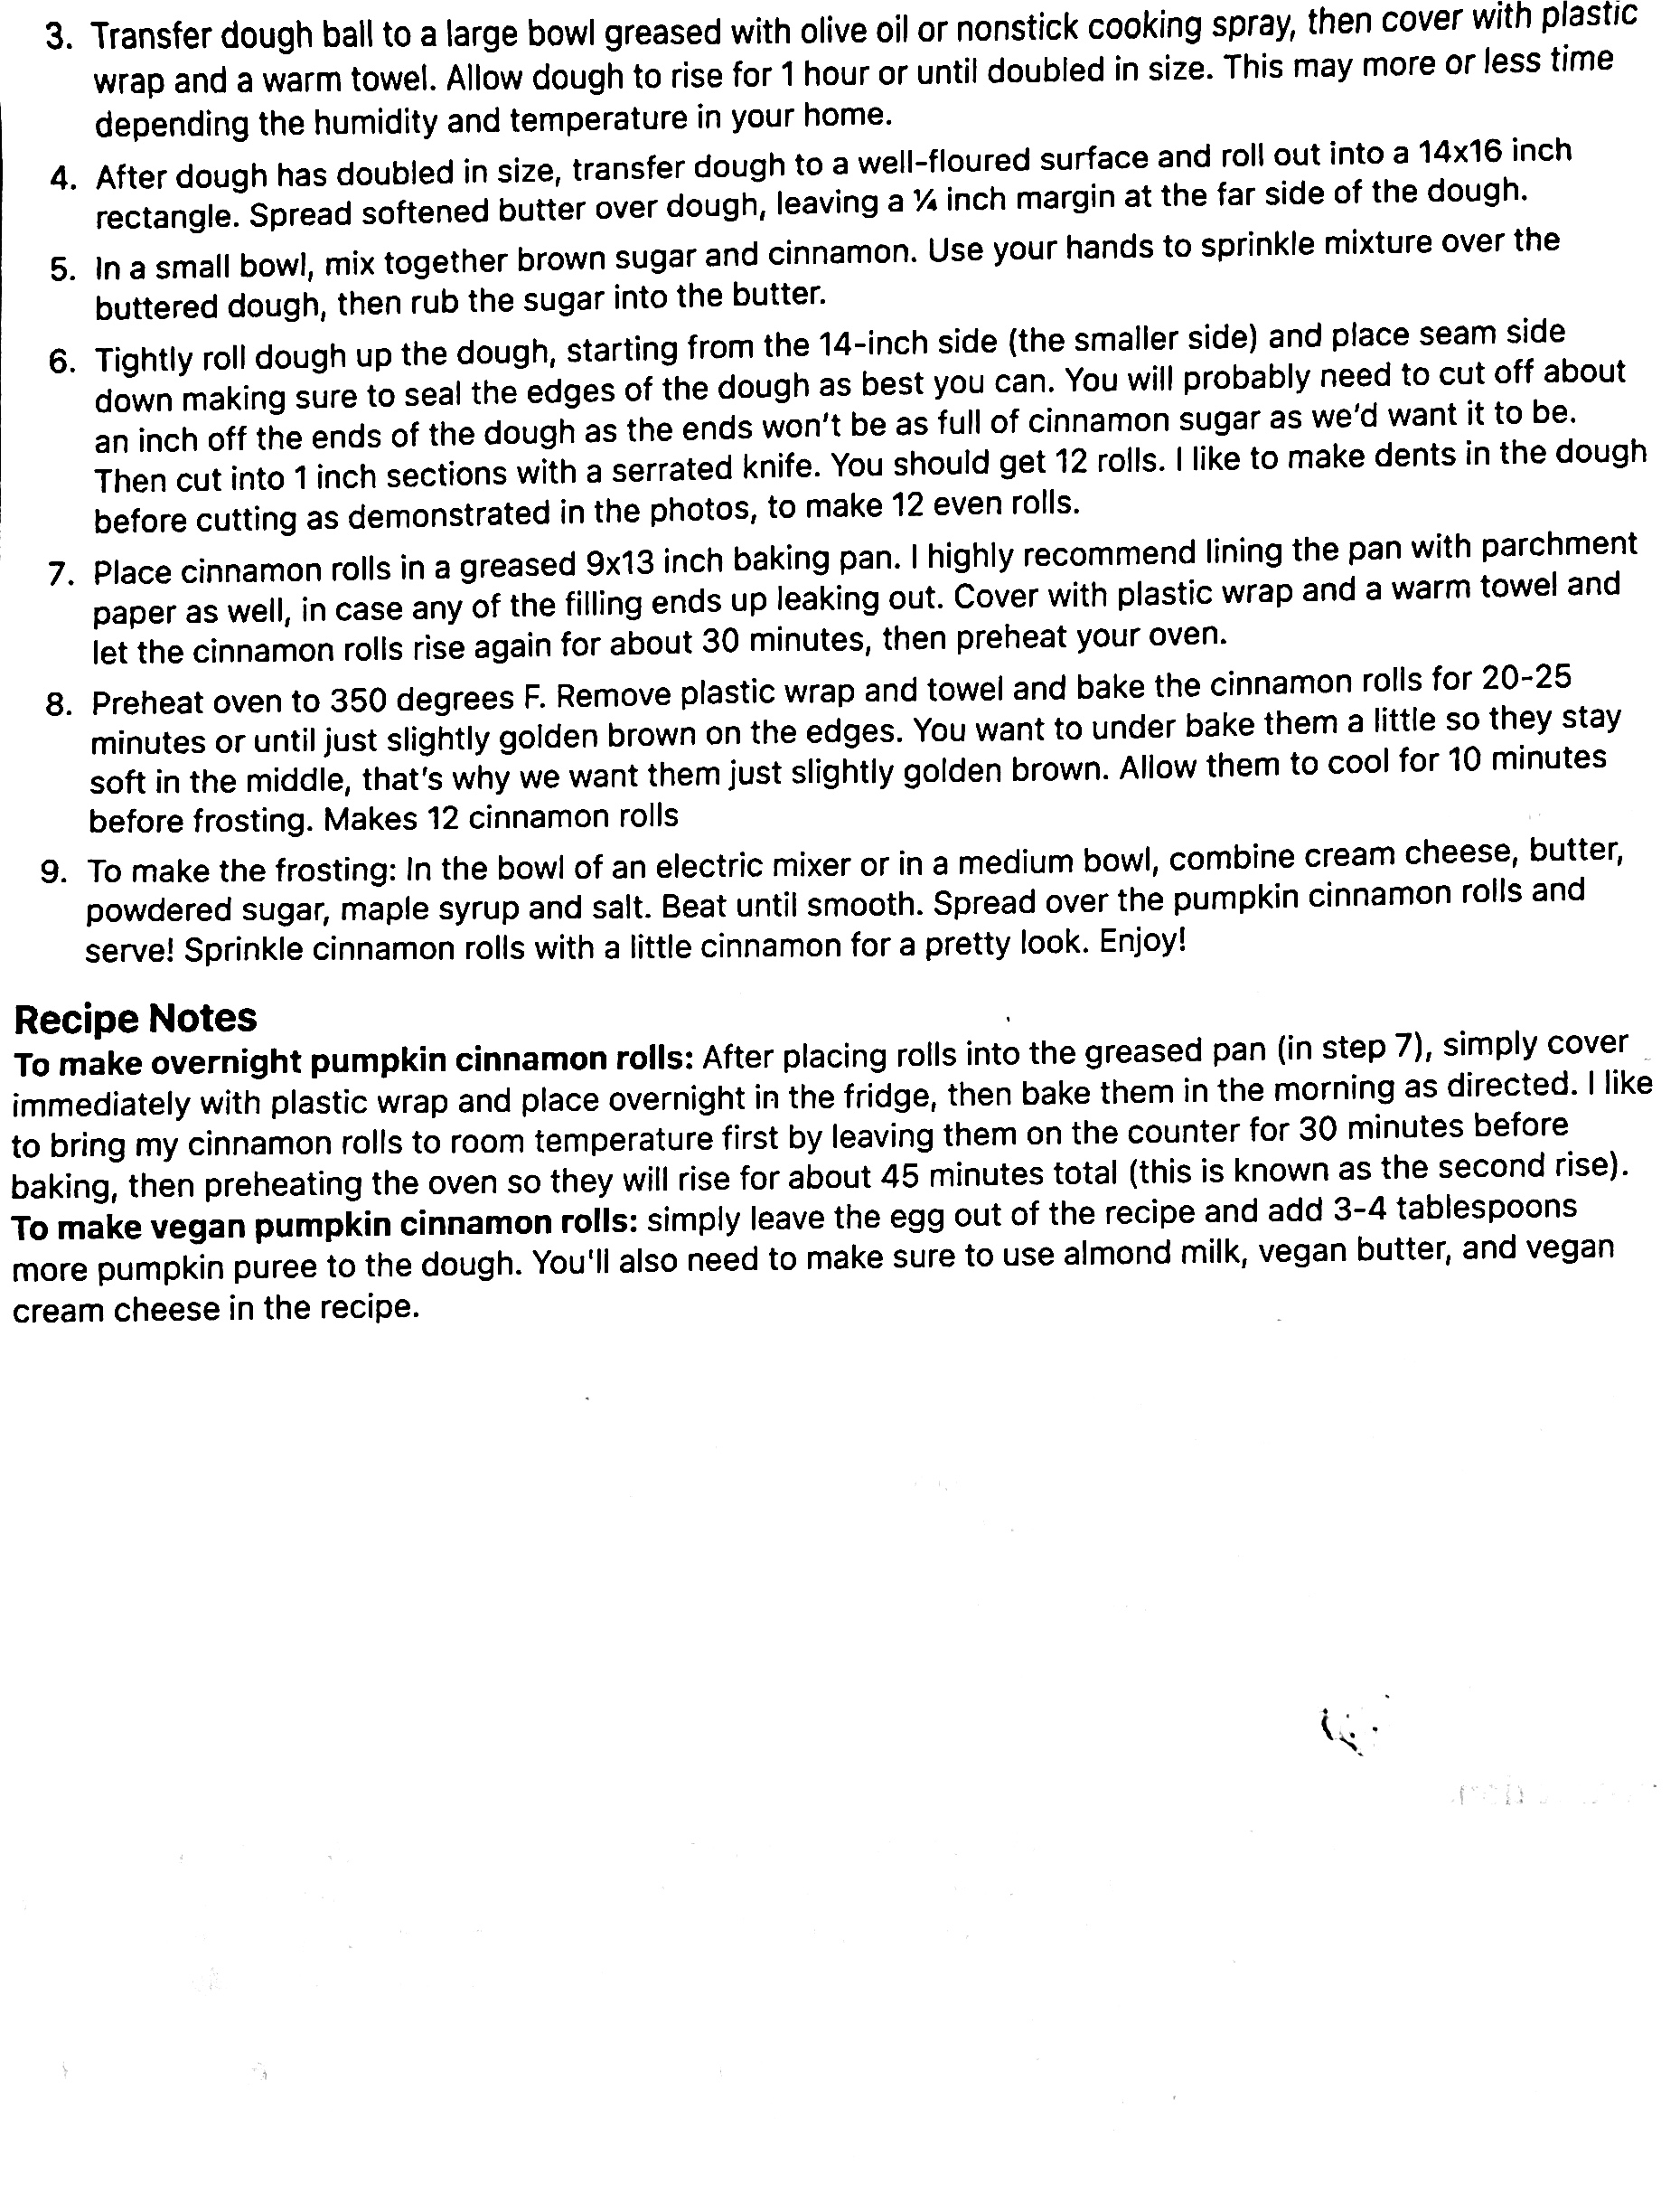 3. Transfer dough ball to a large bowl greased with olive oil or nonstick cooking spray, then cover with plastic
wrap and a warm towel. Allow dough to rise for 1 hour or until doubled in size. This may more or less time
depending the humidity and temperature in your home.
4. After dough has doubled in size, transfer dough to a well-floured surface and roll out into a 14x16 inch
rectangle. Spread softened butter over dough, leaving a ¼ inch margin at the far side of the dough.
5. In a small bowl, mix together brown sugar and cinnamon. Use your hands to sprinkle mixture over the
buttered dough, then rub the sugar into the butter.
6. Tightly roll dough up the dough, starting from the 14-inch side (the smaller side) and place seam side
down making sure to seal the edges of the dough as best you can. You will probably need to cut off about
an inch off the ends of the dough as the ends won't be as full of cinnamon sugar as we'd want it to be.
Then cut into 1 inch sections with a serrated knife. You should get 12 rolls. I like to make dents in the dough
before cutting as demonstrated in the photos, to make 12 even rolls.
7. Place cinnamon rolls in a greased 9x13 inch baking pan. I highly recommend lining the pan with parchment
paper as well, in case any of the filling ends up leaking out. Cover with plastic wrap and a warm towel and
let the cinnamon rolls rise again for about 30 minutes, then preheat your oven.
8. Preheat oven to 350 degrees F. Remove plastic wrap and towel and bake the cinnamon rolls for 20-25
minutes or until just slightly golden brown on the edges. You want to under bake them a little so they stay
soft in the middle, that's why we want them just slightly golden brown. Allow them to cool for 10 minutes
before frosting. Makes 12 cinnamon rolls
9. To make the frosting: In the bowl of an electric mixer or in a medium bowl, combine cream cheese, butter,
powdered sugar, maple syrup and salt. Beat until smooth. Spread over the pumpkin cinnamon rolls and
serve! Sprinkle cinnamon rolls with a little cinnamon for a pretty look. Enjoy!
Recipe Notes
To make overnight pumpkin cinnamon rolls: After placing rolls into the greased pan (in step 7), simply cover
immediately with plastic wrap and place overnight in the fridge, then bake them in the morning as directed. I like
to bring my cinnamon rolls to room temperature first by leaving them on the counter for 30 minutes before
baking, then preheating the oven so they will rise for about 45 minutes total (this is known as the second rise).
To make vegan pumpkin cinnamon rolls: simply leave the egg out of the recipe and add 3-4 tablespoons
more pumpkin puree to the dough. You'll also need to make sure to use almond milk, vegan butter, and vegan
cream cheese in the recipe.